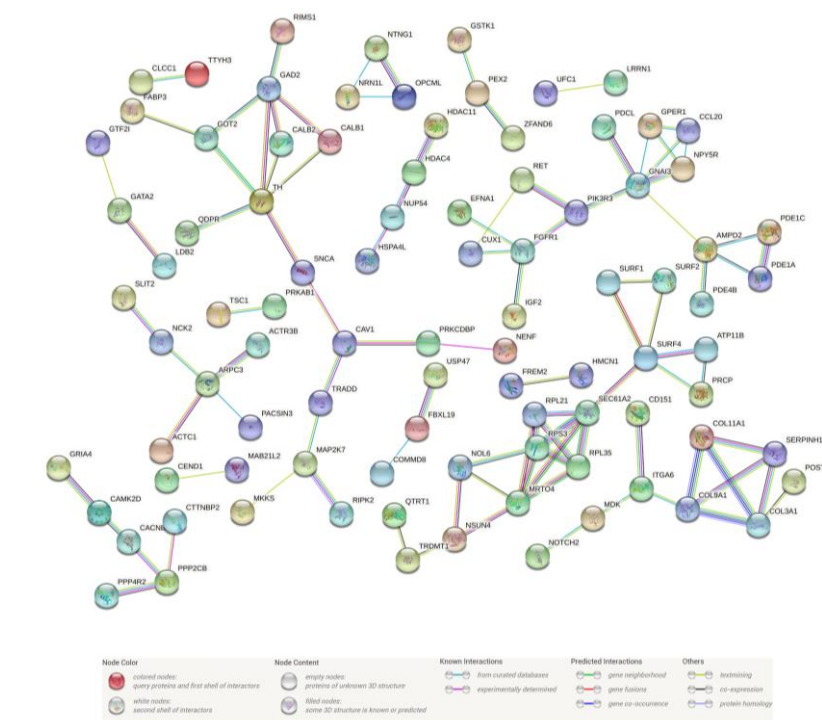 RIMS1
GSTK1
NTNG1
CLCC1
TTYH3
LRRN1
GAD2
PEX2
UFC1
NRN1L
OPCML
FABP3
HDAC11
GPER1
CCL20
PDCL
GTF2I
GOT2
CALB2
CALB1
ZFAND6
NPY5R
HDAC4
RET
GNAI3
TH
GATA2
NUP54
EFNA1
PIK3R3
QDPR
PDE1C
AMPD2
LDB2
HSPA4L
CUX1
FGFR1
SNCA
SURF1
SURF2
PDE1A
SLIT2
PRKAB1
TSC1
PDE4B
IGF2
NCK2
ACTR3B
CAV1
PRKCDBP
NENF
SURF4
ATP11B
ARPC3
USP47
FREM2
HMCN1
PRCP
TRADD
PACSIN3
FBXL19
RPL21
SEC61A2
CD151
COL11A1
ACTC1
RPS3
SERPINH1
MAP2K7
RPL35
GRIA4
CEND1
MAB21L2
COMMD8
NOL6
POS
ITGA6
CAMK2D
MKKS
MRTO4
COL9A1
COL3A1
CTTNBP2
RIPK2
QTRT1
MDK
CACNB
NSUN4
TRDMT1
NOTCH2
PPP2CB
PPP4R2
Node Color
colored nodes:
query proteins and first shell of interactors
white nodes:
second shell of interactors
Node Content
empty nodes:
proteins of unknown 3D structure
filled nodes:
some 3D structure is known or predicted
Known Interactions
from curated databases
experimentally determined
Predicted Interactions
gene neighborhood
gene fusions
gene co-occurrence
Others
textmining
co-expression
protein homology